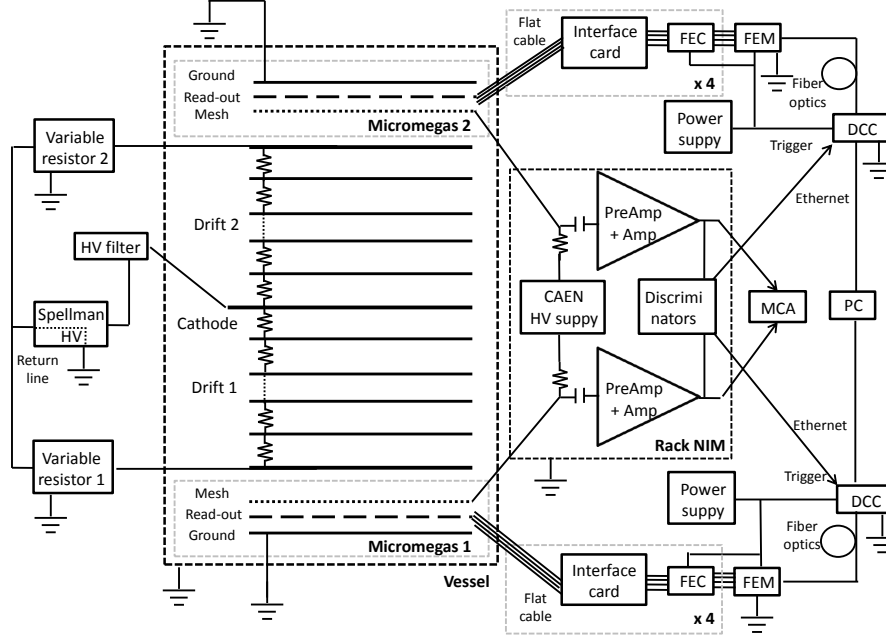 Flat
cable
Interface
card
FEC
FEM
x 4
Fiber
optics
Ground
Read-out
Mesh
Micromegas 2
Power
suppy
DCC
Trigger
Ethernet
Variable
resistor 2
Drift 2
HV filter
Cathode
Spellman
HV
Return
line
Drift 1
Variable
resistor 1
PreAmp
+ Amp
CAEN
HV suppy
Discrimi
nators
MCA
PC
PreAmp
+ Amp
Rack NIM
Ethernet
Trigger
Mesh
Read-out
Ground
Micromegas 1
Vessel
Power
suppy
DCC
Fiber
optics
Flat
cable
Interface
card
FEC
FEM
x 4